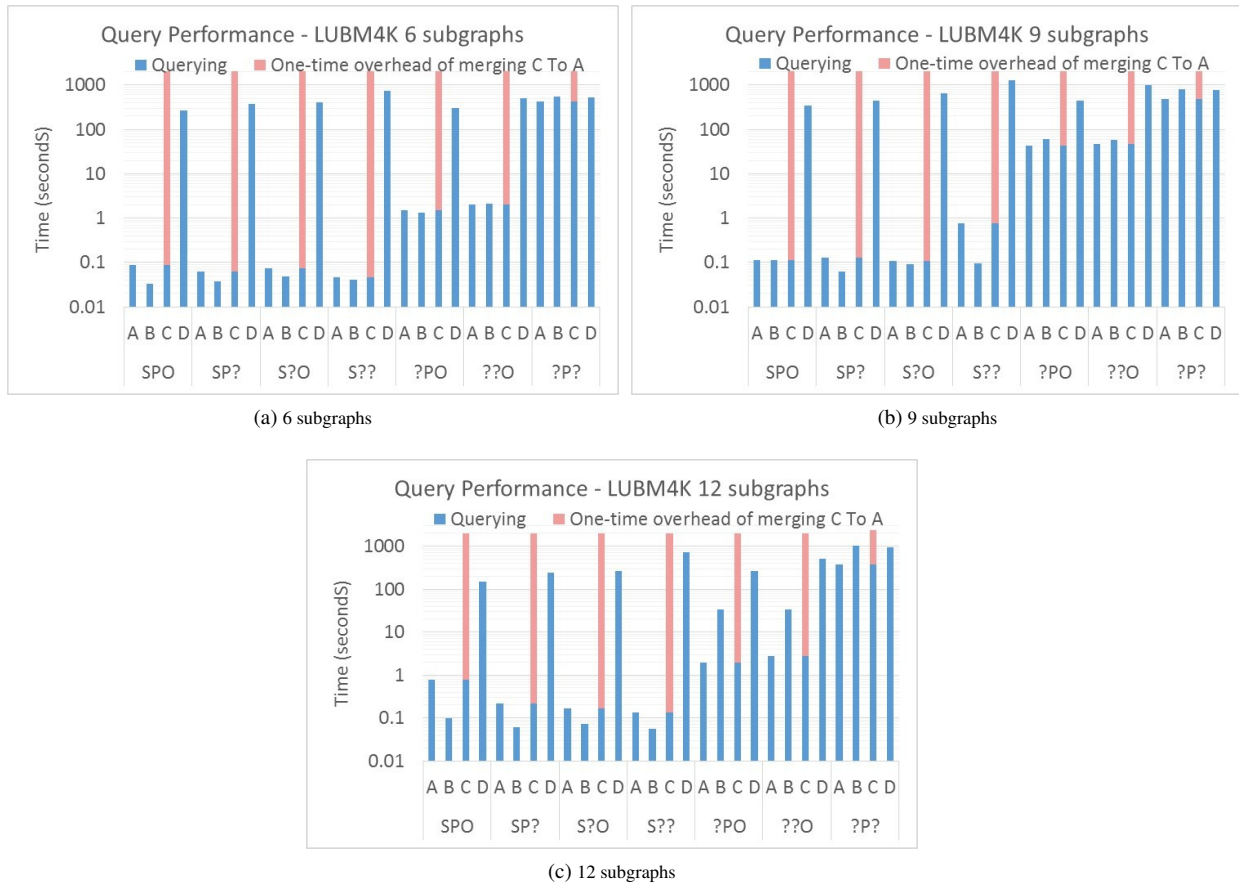 Query Performance - LUBM4K 6 subgraphs
Querying One-time overhead of merging C To A
Time (secondS)
1000
100
10
1
0.1
0.01
A B C D A B C D A B C D A B C D A B C D A B C D A B C D
SPO SP? S?O S?? ?PO ??O ?P?
(a) 6 subgraphs
Query Performance - LUBM4K 9 subgraphs
Querying One-time overhead of merging C To A
Time (secondS)
1000
100
10
1
0.1
0.01
A B C D A B C D A B C D A B C D A B C D A B C D A B C D
SPO SP? S?O S?? ?PO ??O ?P?
(b) 9 subgraphs
Query Performance - LUBM4K 12 subgraphs
Querying One-time overhead of merging C To A
Time (secondS)
1000
100
10
1
0.1
0.01
A B C D A B C D A B C D A B C D A B C D A B C D A B C D
SPO SP? S?O S?? ?PO ??O ?P?
(c) 12 subgraphs